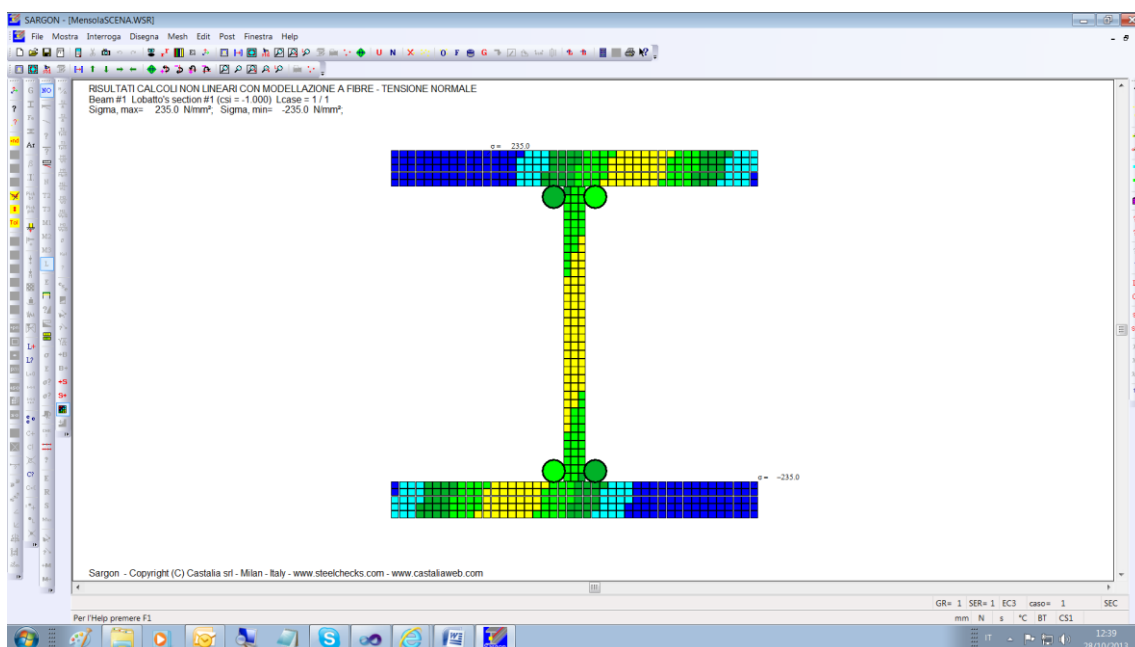 SARGON - [MensolaSCENA.WSR]
File Mostra Interroga Disegna Mesh Edit Post Finestra Help
U N X O F G
RISULTATI CALCOLI NON LINEARI CON MODELLAZIONE A FIBRE - TENSIONE NORMALE
Beam #1 Lobatto's section #1 (csi = -1.000) Lcase = 1 / 1
Sigma, max= 235.0 N/mm², Sigma, min= -235.0 N/mm²;
σ = 235.0
σ = -235.0
Sargon - Copyright (C) Castalia srl - Milan - Italy - www.steelchecks.com - www.castaliaweb.com
GR= 1 SER= 1 EC3 caso= 1 SEC
Per l'Help premere F1
mm N s °C BT CS1
IT
12:39
28/10/2013